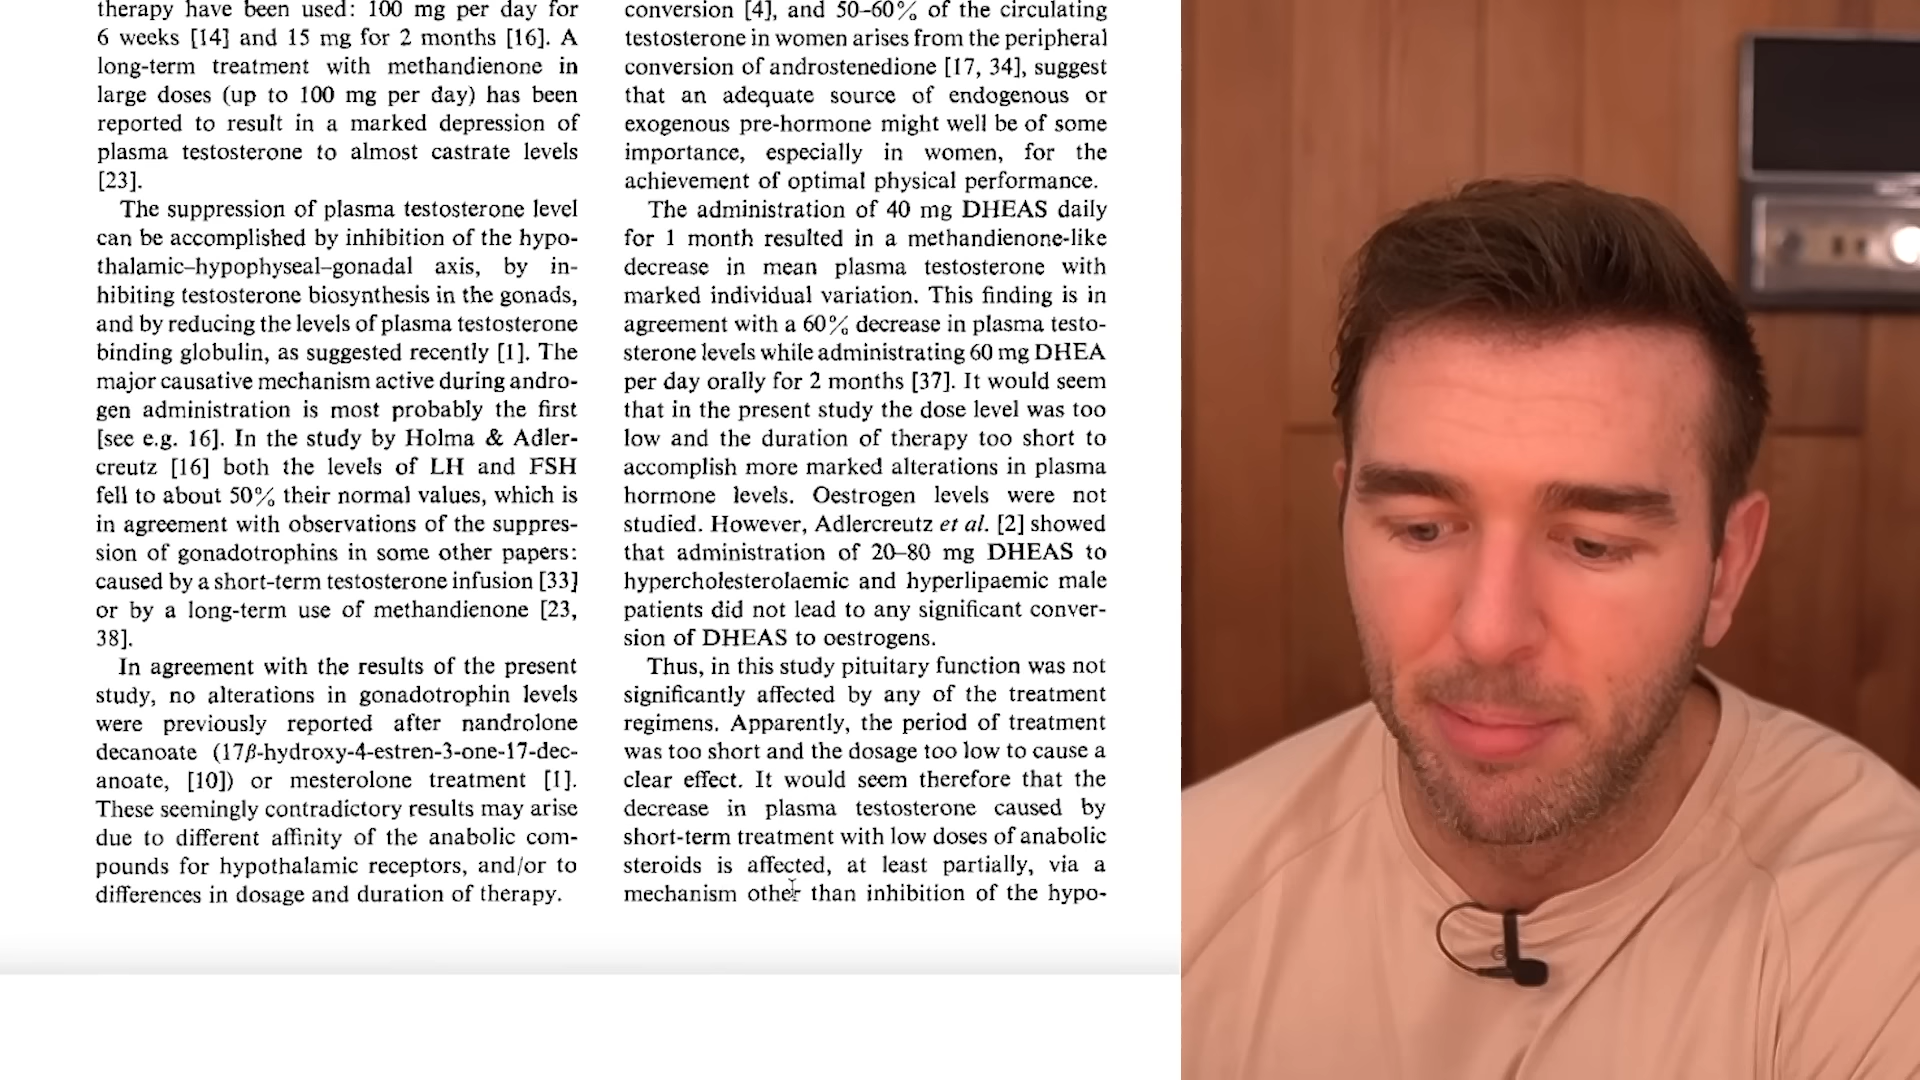 therapy have been used: 100 mg per day for
6 weeks [14] and 15 mg for 2 months [16]. A
long-term treatment with methandienone in
large doses (up to 100 mg per day) has been
reported to result in a marked depression of
plasma testosterone to almost castrate levels
[23].
The suppression of plasma testosterone level
can be accomplished by inhibition of the hypo-
thalamic–hypophyseal–gonadal axis, by in-
hibiting testosterone biosynthesis in the gonads,
and by reducing the levels of plasma testosterone
binding globulin, as suggested recently [1]. The
major causative mechanism active during andro-
gen administration is most probably the first
[see e.g. 16]. In the study by Holma & Adler-
creutz [16] both the levels of LH and FSH
fell to about 50% their normal values, which is
in agreement with observations of the suppres-
sion of gonadotrophins in some other papers:
caused by a short-term testosterone infusion [33]
or by a long-term use of methandienone [23,
38].
In agreement with the results of the present
study, no alterations in gonadotrophin levels
were previously reported after nandrolone
decanoate (17β-hydroxy-4-estren-3-one-17-dec-
anoate, [10]) or mesterolone treatment [1].
These seemingly contradictory results may arise
due to different affinity of the anabolic com-
pounds for hypothalamic receptors, and/or to
differences in dosage and duration of therapy.
conversion [4], and 50–60% of the circulating
testosterone in women arises from the peripheral
conversion of androstenedione [17, 34], suggest
that an adequate source of endogenous or
exogenous pre-hormone might well be of some
importance, especially in women, for the
achievement of optimal physical performance.
The administration of 40 mg DHEAS daily
for 1 month resulted in a methandienone-like
decrease in mean plasma testosterone with
marked individual variation. This finding is in
agreement with a 60% decrease in plasma testo-
sterone levels while administrating 60 mg DHEA
per day orally for 2 months [37]. It would seem
that in the present study the dose level was too
low and the duration of therapy too short to
accomplish more marked alterations in plasma
hormone levels. Oestrogen levels were not
studied. However, Adlercreutz et al. [2] showed
that administration of 20–80 mg DHEAS to
hypercholesterolaemic and hyperlipaemic male
patients did not lead to any significant conver-
sion of DHEAS to oestrogens.
Thus, in this study pituitary function was not
significantly affected by any of the treatment
regimens. Apparently, the period of treatment
was too short and the dosage too low to cause a
clear effect. It would seem therefore that the
decrease in plasma testosterone caused by
short-term treatment with low doses of anabolic
steroids is affected, at least partially, via a
mechanism other than inhibition of the hypo-